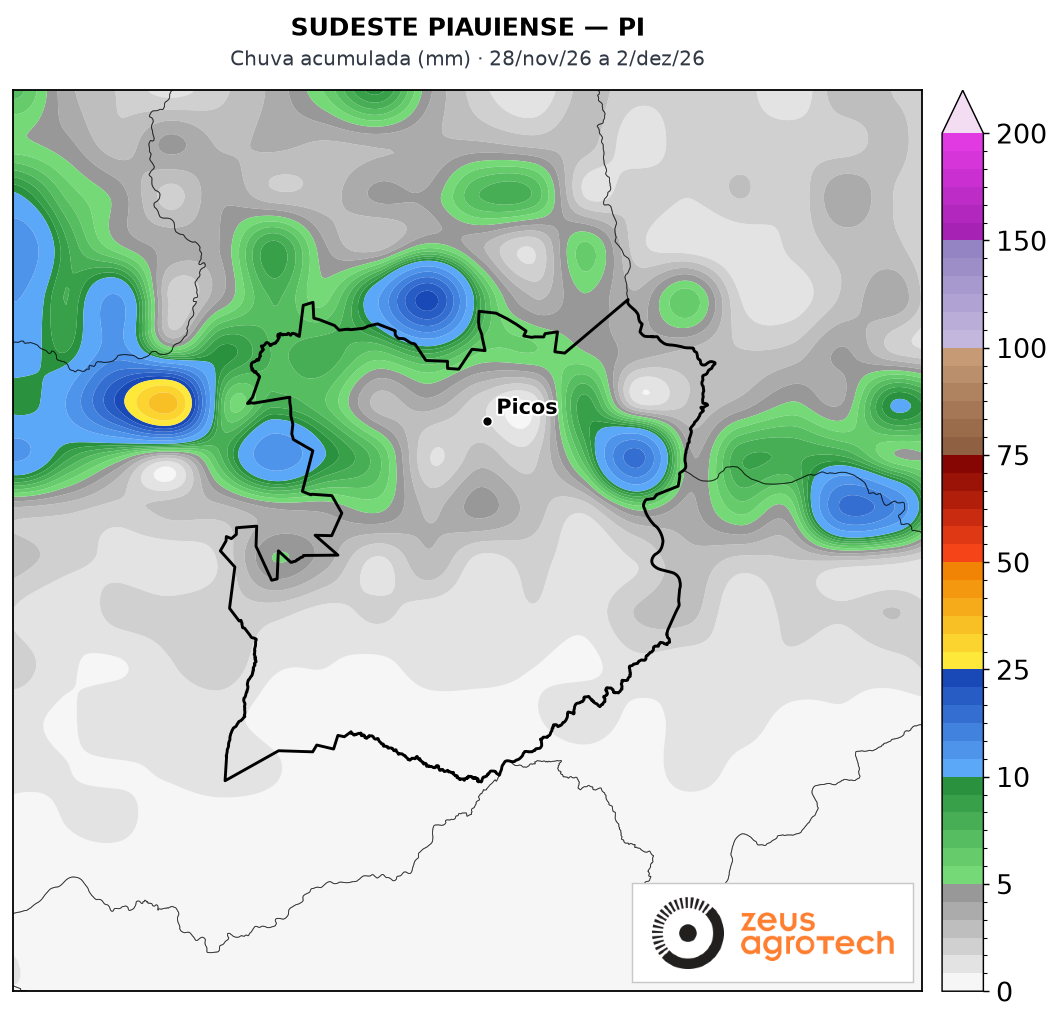 SUDESTE PIAUIENSE — PI
Chuva acumulada (mm) · 28/nov/26 a 2/dez/26
200
150
100
75
50
25
10
5
0
Picos
zeus
agrotech